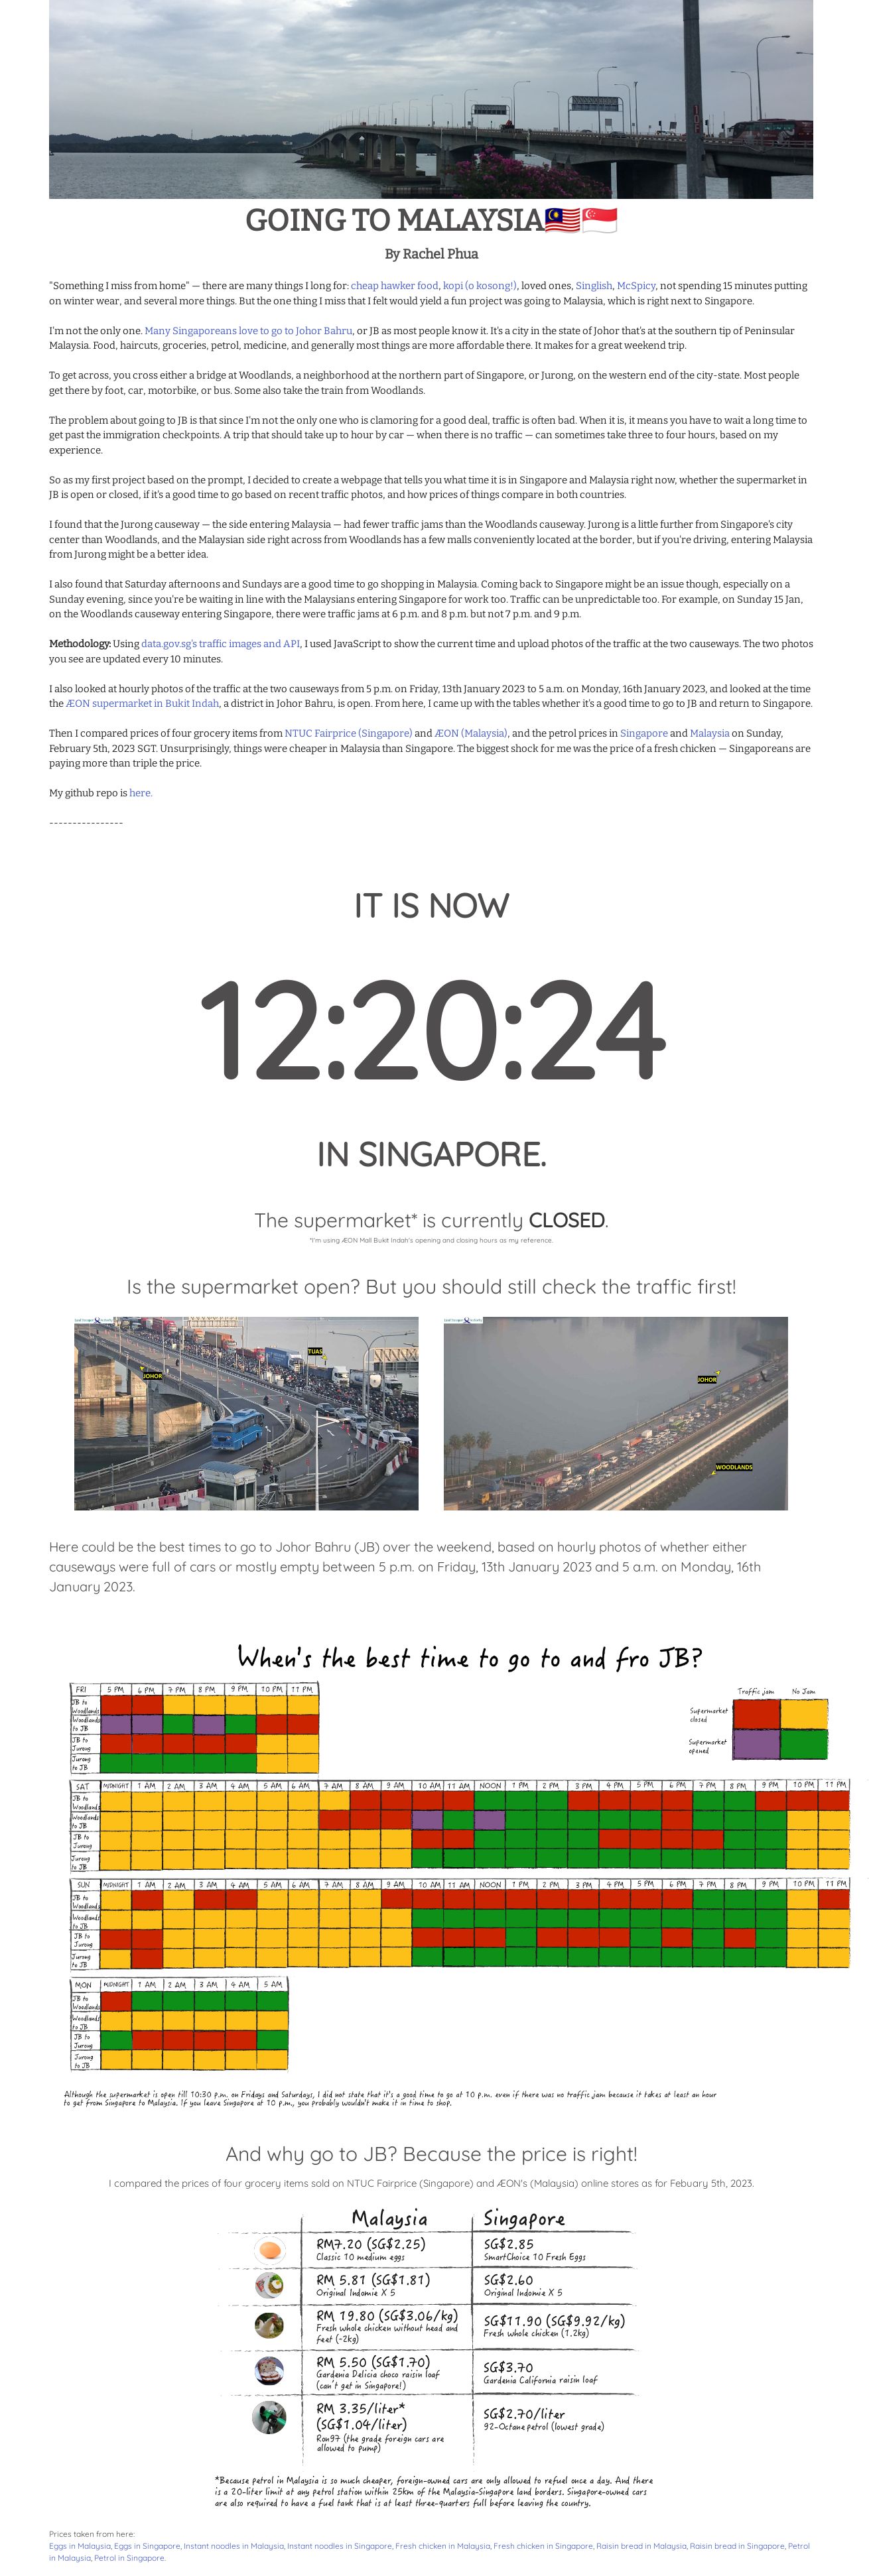 GOING TO MALAYSIA🇲🇾🇸🇬
By Rachel Phua
"Something I miss from home" — there are many things I long for: cheap hawker food, kopi (o kosong!), loved ones, Singlish, McSpicy, not spending 15 minutes putting
on winter wear, and several more things. But the one thing I miss that I felt would yield a fun project was going to Malaysia, which is right next to Singapore.
I'm not the only one. Many Singaporeans love to go to Johor Bahru, or JB as most people know it. It's a city in the state of Johor that's at the southern tip of Peninsular
Malaysia. Food, haircuts, groceries, petrol, medicine, and generally most things are more affordable there. It makes for a great weekend trip.
To get across, you cross either a bridge at Woodlands, a neighborhood at the northern part of Singapore, or Jurong, on the western end of the city-state. Most people
get there by foot, car, motorbike, or bus. Some also take the train from Woodlands.
The problem about going to JB is that since I'm not the only one who is clamoring for a good deal, traffic is often bad. When it is, it means you have to wait a long time to
get past the immigration checkpoints. A trip that should take up to hour by car — when there is no traffic — can sometimes take three to four hours, based on my
experience.
So as my first project based on the prompt, I decided to create a webpage that tells you what time it is in Singapore and Malaysia right now, whether the supermarket in
JB is open or closed, if it's a good time to go based on recent traffic photos, and how prices of things compare in both countries.
I found that the Jurong causeway — the side entering Malaysia — had fewer traffic jams than the Woodlands causeway. Jurong is a little further from Singapore's city
center than Woodlands, and the Malaysian side right across from Woodlands has a few malls conveniently located at the border, but if you're driving, entering Malaysia
from Jurong might be a better idea.
I also found that Saturday afternoons and Sundays are a good time to go shopping in Malaysia. Coming back to Singapore might be an issue though, especially on a
Sunday evening, since you're be waiting in line with the Malaysians entering Singapore for work too. Traffic can be unpredictable too. For example, on Sunday 15 Jan,
on the Woodlands causeway entering Singapore, there were traffic jams at 6 p.m. and 8 p.m. but not 7 p.m. and 9 p.m.
Methodology: Using data.gov.sg's traffic images and API, I used JavaScript to show the current time and upload photos of the traffic at the two causeways. The two photos
you see are updated every 10 minutes.
I also looked at hourly photos of the traffic at the two causeways from 5 p.m. on Friday, 13th January 2023 to 5 a.m. on Monday, 16th January 2023, and looked at the time
the ÆON supermarket in Bukit Indah, a district in Johor Bahru, is open. From here, I came up with the tables whether it's a good time to go to JB and return to Singapore.
Then I compared prices of four grocery items from NTUC Fairprice (Singapore) and ÆON (Malaysia), and the petrol prices in Singapore and Malaysia on Sunday,
February 5th, 2023 SGT. Unsurprisingly, things were cheaper in Malaysia than Singapore. The biggest shock for me was the price of a fresh chicken — Singaporeans are
paying more than triple the price.
My github repo is here.
----------------
IT IS NOW
12:20:24
IN SINGAPORE.
The supermarket* is currently CLOSED.
*I'm using ÆON Mall Bukit Indah's opening and closing hours as my reference.
Is the supermarket open? But you should still check the traffic first!
JOHOR
TUAS
JOHOR
WOODLANDS
Here could be the best times to go to Johor Bahru (JB) over the weekend, based on hourly photos of whether either
causeways were full of cars or mostly empty between 5 p.m. on Friday, 13th January 2023 and 5 a.m. on Monday, 16th
January 2023.
When's the best time to go to and fro JB?
Traffic jam No Jam
Supermarket
closed
Supermarket
opened
FRI 5 PM 6 PM 7 PM 8 PM 9 PM 10 PM 11 PM
JB to
Woodlands
Woodlands
to JB
JB to
Jurong
Jurong
to JB
SAT MIDNIGHT 1 AM 2 AM 3 AM 4 AM 5 AM 6 AM 7 AM 8 AM 9 AM 10 AM 11 AM NOON 1 PM 2 PM 3 PM 4 PM 5 PM 6 PM 7 PM 8 PM 9 PM 10 PM 11 PM
JB to
Woodlands
Woodlands
to JB
JB to
Jurong
Jurong
to JB
SUN MIDNIGHT 1 AM 2 AM 3 AM 4 AM 5 AM 6 AM 7 AM 8 AM 9 AM 10 AM 11 AM NOON 1 PM 2 PM 3 PM 4 PM 5 PM 6 PM 7 PM 8 PM 9 PM 10 PM 11 PM
JB to
Woodlands
Woodlands
to JB
JB to
Jurong
Jurong
to JB
MON MIDNIGHT 1 AM 2 AM 3 AM 4 AM 5 AM
JB to
Woodlands
Woodlands
to JB
JB to
Jurong
Jurong
to JB
Although the supermarket is open till 10:30 p.m. on Fridays and Saturdays, I did not state that it's a good time to go at 10 p.m. even if there was no traffic jam because it takes at least an hour
to get from Singapore to Malaysia. If you leave Singapore at 10 p.m., you probably wouldn't make it in time to shop.
And why go to JB? Because the price is right!
I compared the prices of four grocery items sold on NTUC Fairprice (Singapore) and ÆON's (Malaysia) online stores as for Febuary 5th, 2023.
Malaysia Singapore
RM7.20 (SG$2.25)
Classic 10 medium eggs
SG$2.85
SmartChoice 10 Fresh Eggs
RM 5.81 (SG$1.81)
Original Indomie X 5
SG$2.60
Original Indomie X 5
RM 19.80 (SG$3.06/kg)
Fresh whole chicken without head and
feet (~2kg)
SG$11.90 (SG$9.92/kg)
Fresh whole chicken (1.2kg)
RM 5.50 (SG$1.70)
Gardenia Delicia choco raisin loaf
(can't get in Singapore!)
SG$3.70
Gardenia California raisin loaf
RM 3.35/liter*
(SG$1.04/liter)
Ron97 (the grade foreign cars are
allowed to pump)
SG$2.70/liter
92-Octane petrol (lowest grade)
*Because petrol in Malaysia is so much cheaper, foreign-owned cars are only allowed to refuel once a day. And there
is a 20-liter limit at any petrol station within 25km of the Malaysia-Singapore land borders. Singapore-owned cars
are also required to have a fuel tank that is at least three-quarters full before leaving the country.
Prices taken from here:
Eggs in Malaysia, Eggs in Singapore, Instant noodles in Malaysia, Instant noodles in Singapore, Fresh chicken in Malaysia, Fresh chicken in Singapore, Raisin bread in Malaysia, Raisin bread in Singapore, Petrol
in Malaysia, Petrol in Singapore.